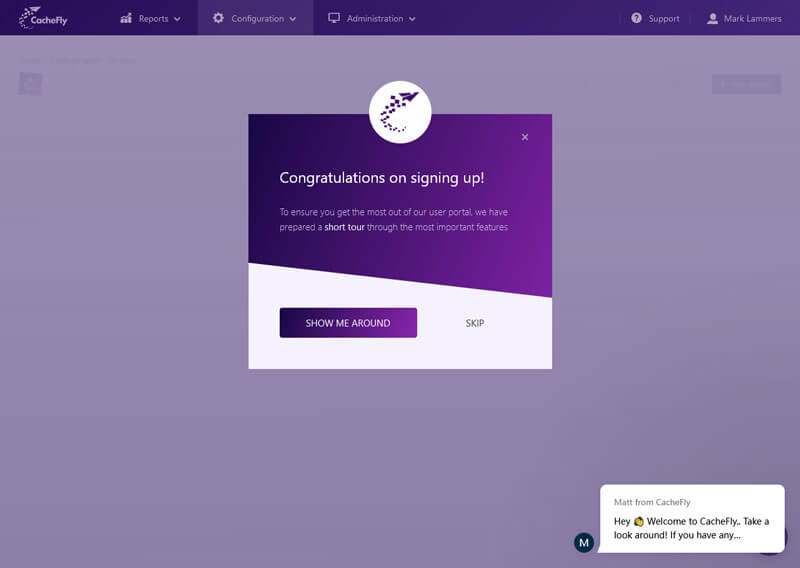 CacheFly
Reports
Configuration
Administration
Support
Mark Lammers
Congratulations on signing up!
To ensure you get the most out of our user portal, we have
prepared a short tour through the most important features
SHOW ME AROUND
SKIP
Matt from CacheFly
Hey 👋 Welcome to CacheFly.. Take a
look around! If you have any...
M